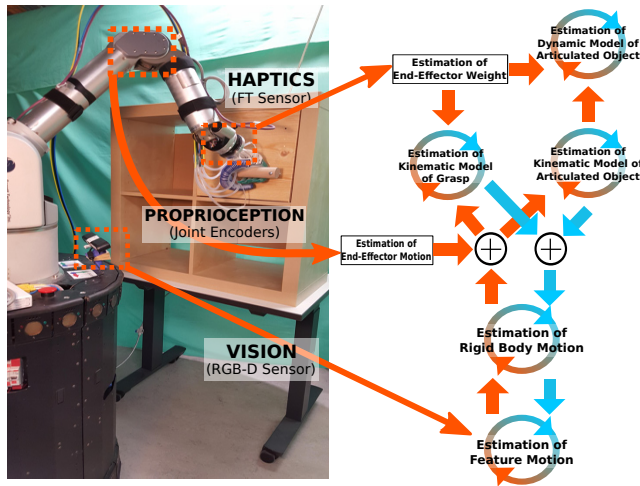 HAPTICS
(FT Sensor)
PROPRIOCEPTION
(Joint Encoders)
VISION
(RGB-D Sensor)
Estimation of
End-Effector Weight
Estimation of
Dynamic Model of
Articulated Object
Estimation of
Kinematic Model
of Grasp
Estimation of
Kinematic Model of
Articulated Object
Estimation of
End-Effector Motion
Estimation of
Rigid Body Motion
Estimation of
Feature Motion